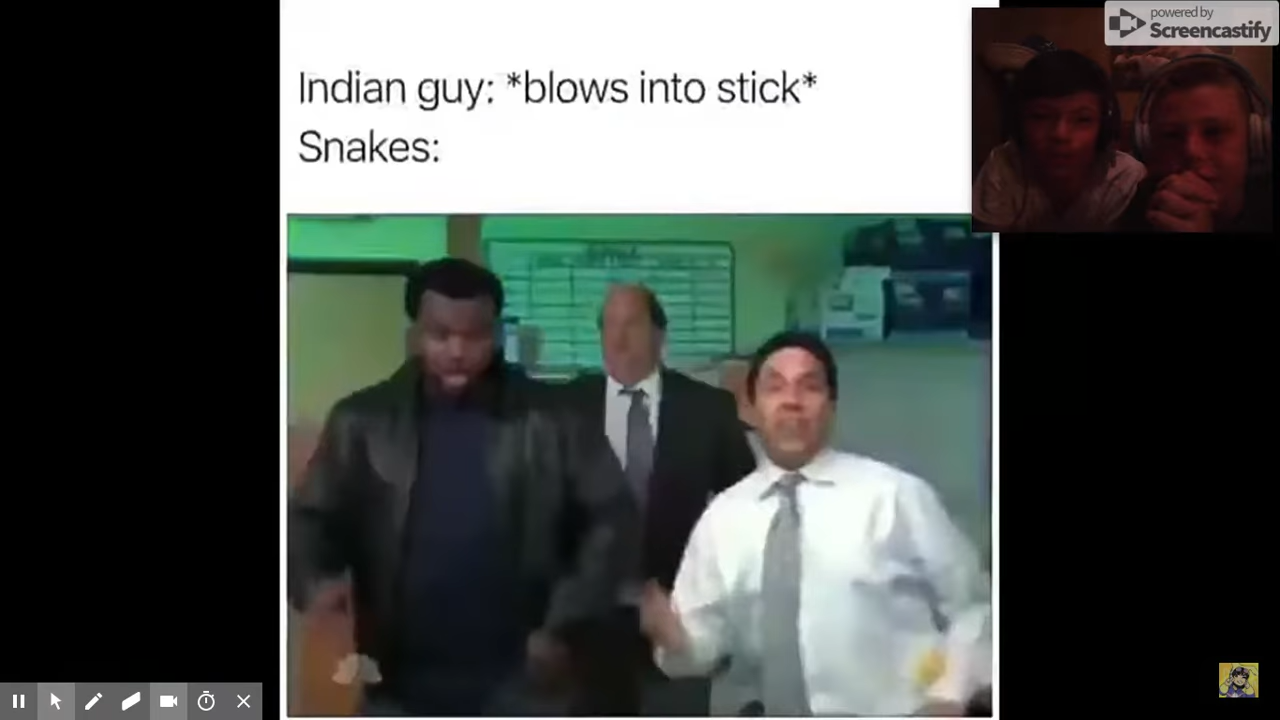 Indian guy: *blows into stick*
Snakes:
powered by
Screencastify